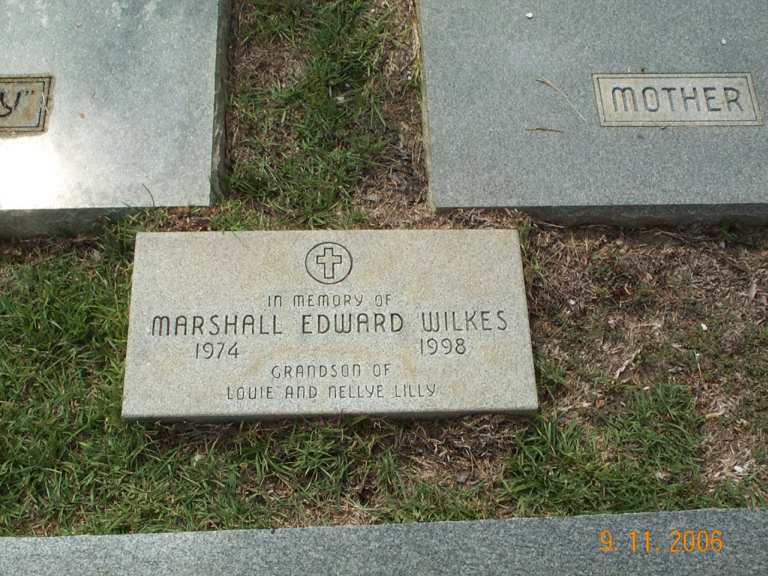 MOTHER
IN MEMORY OF
MARSHALL EDWARD WILKES
1974 1998
GRANDSON OF
LOUIE AND NELLYE LILLY
9. 11. 2006